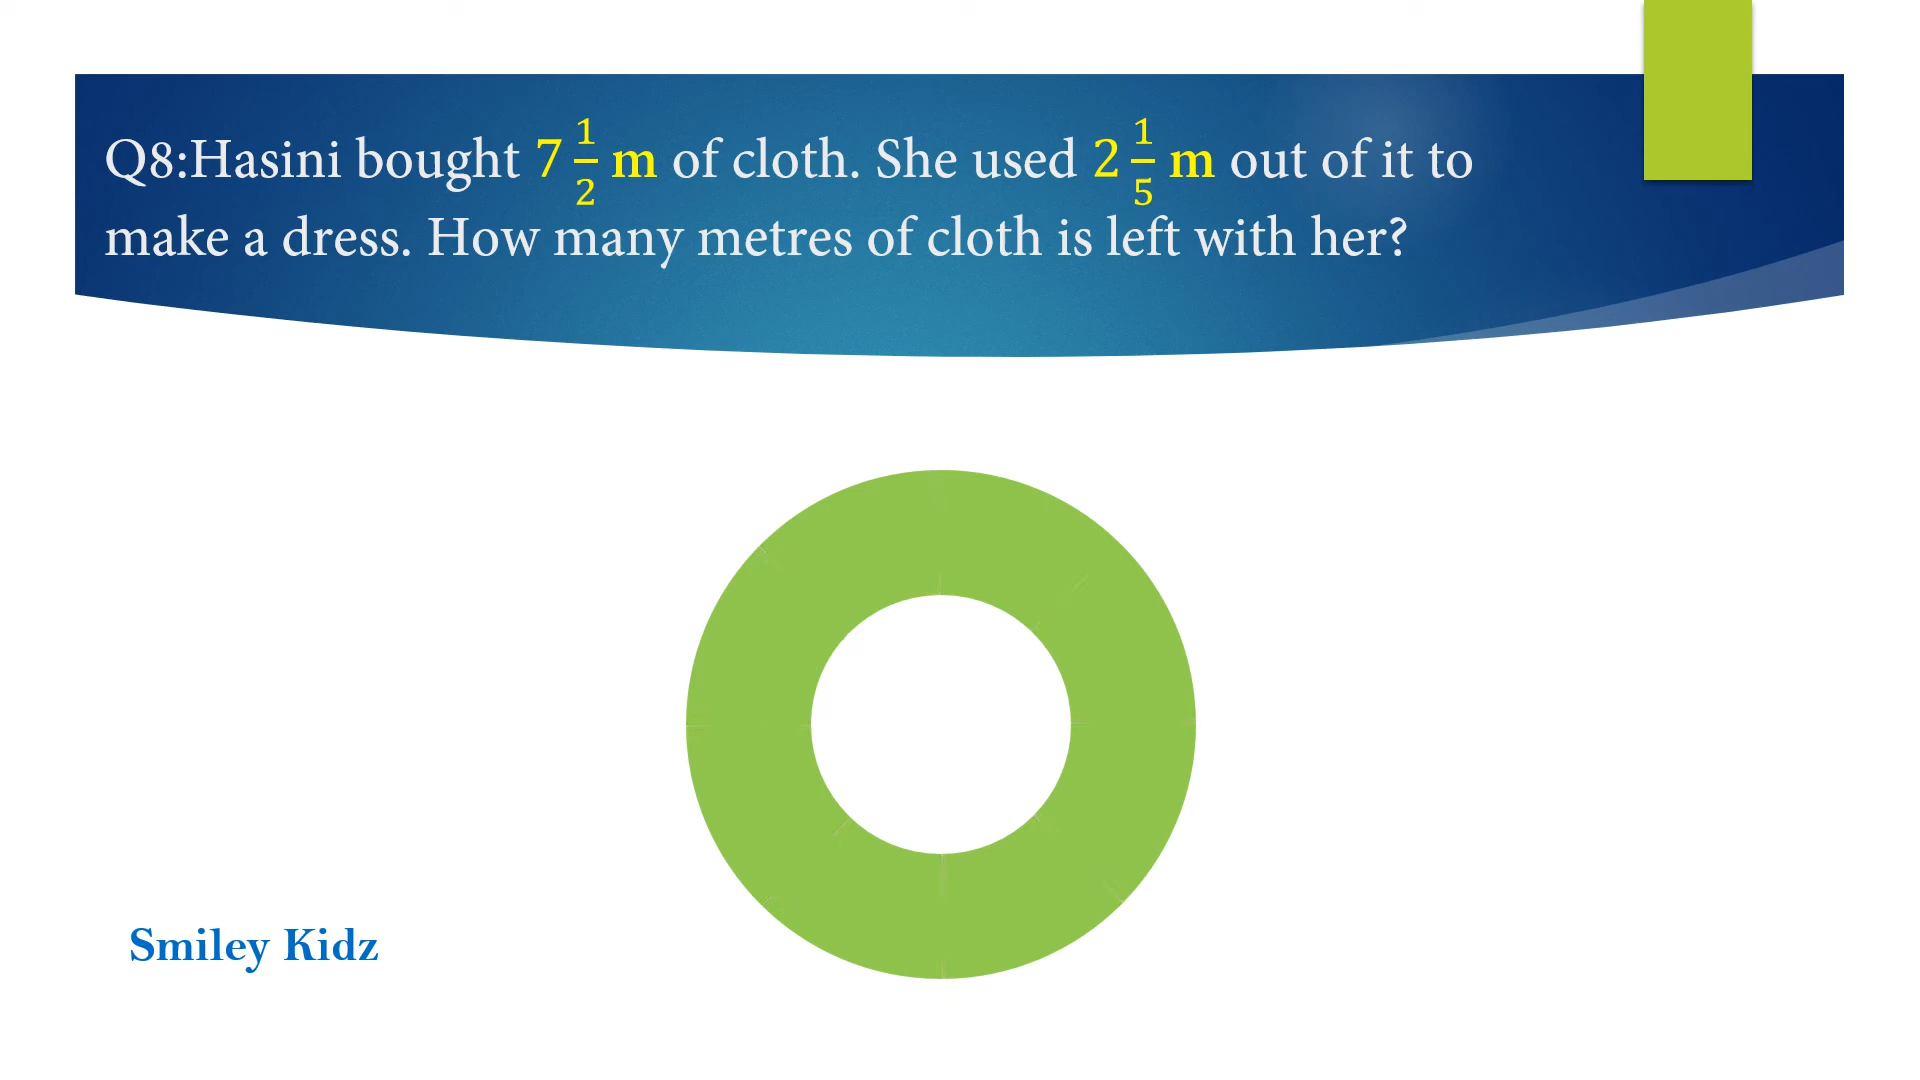 Q8:Hasini bought 7 1/2 m of cloth. She used 2 1/5 m out of it to
make a dress. How many metres of cloth is left with her?
Smiley Kidz